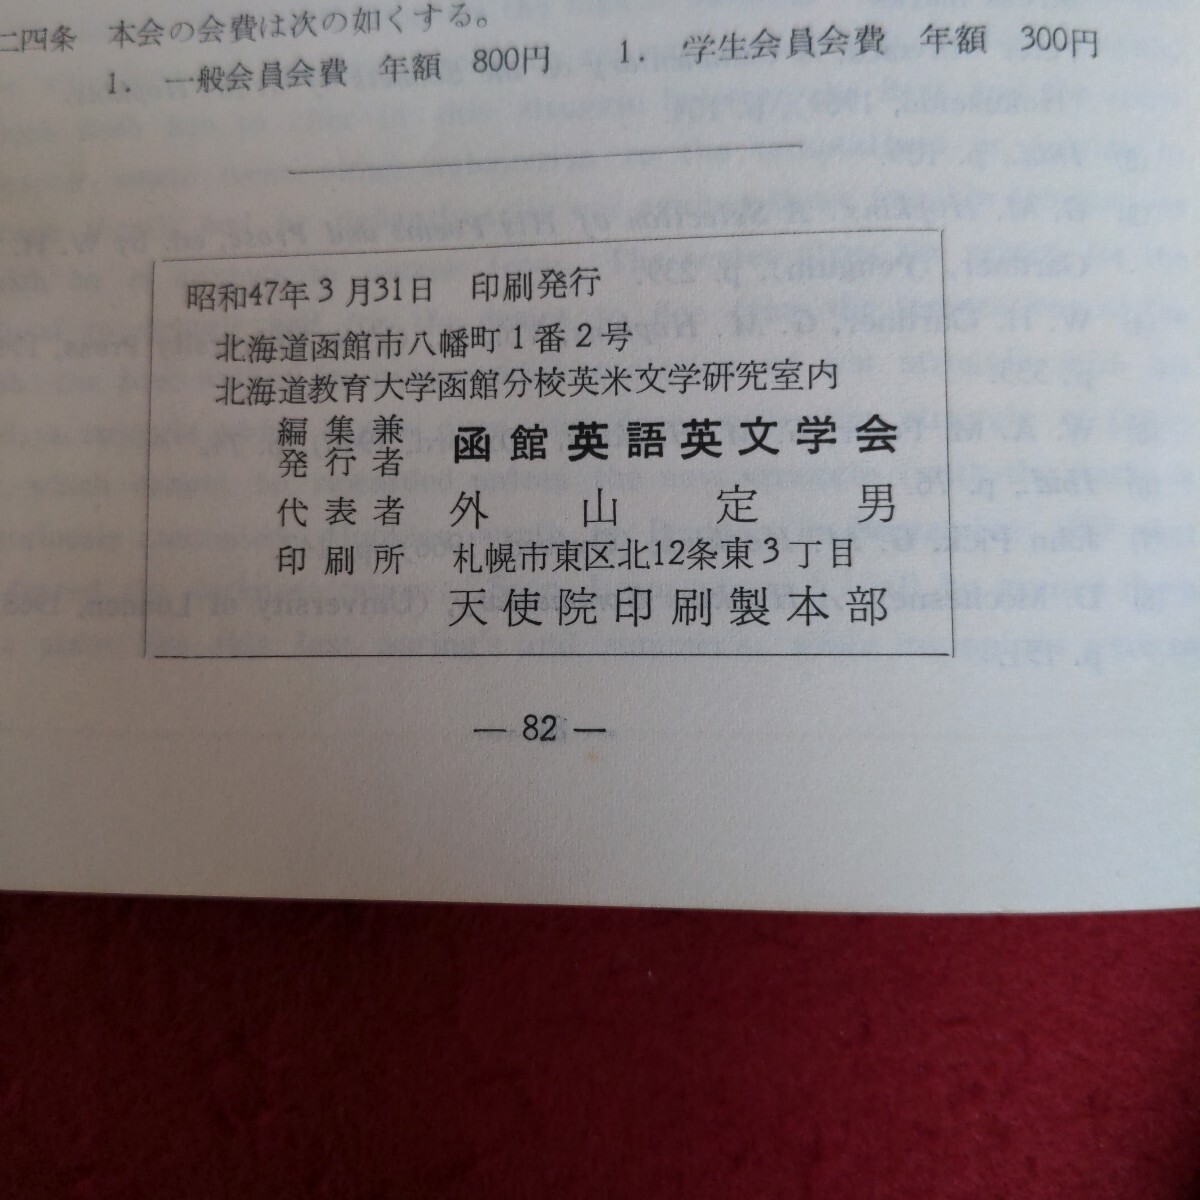 二四条 本会の会費は次の如くする。
1. 一般会員会費 年額 800円 1. 学生会員会費 年額 300円
昭和47年3月31日 印刷発行
北海道函館市八幡町1番2号
北海道教育大学函館分校英米文学研究室内
編集兼発行者 函館英語英文学会
代表者 外山定男
印刷所 札幌市東区北12条東3丁目
天使院印刷製本部
— 82 —